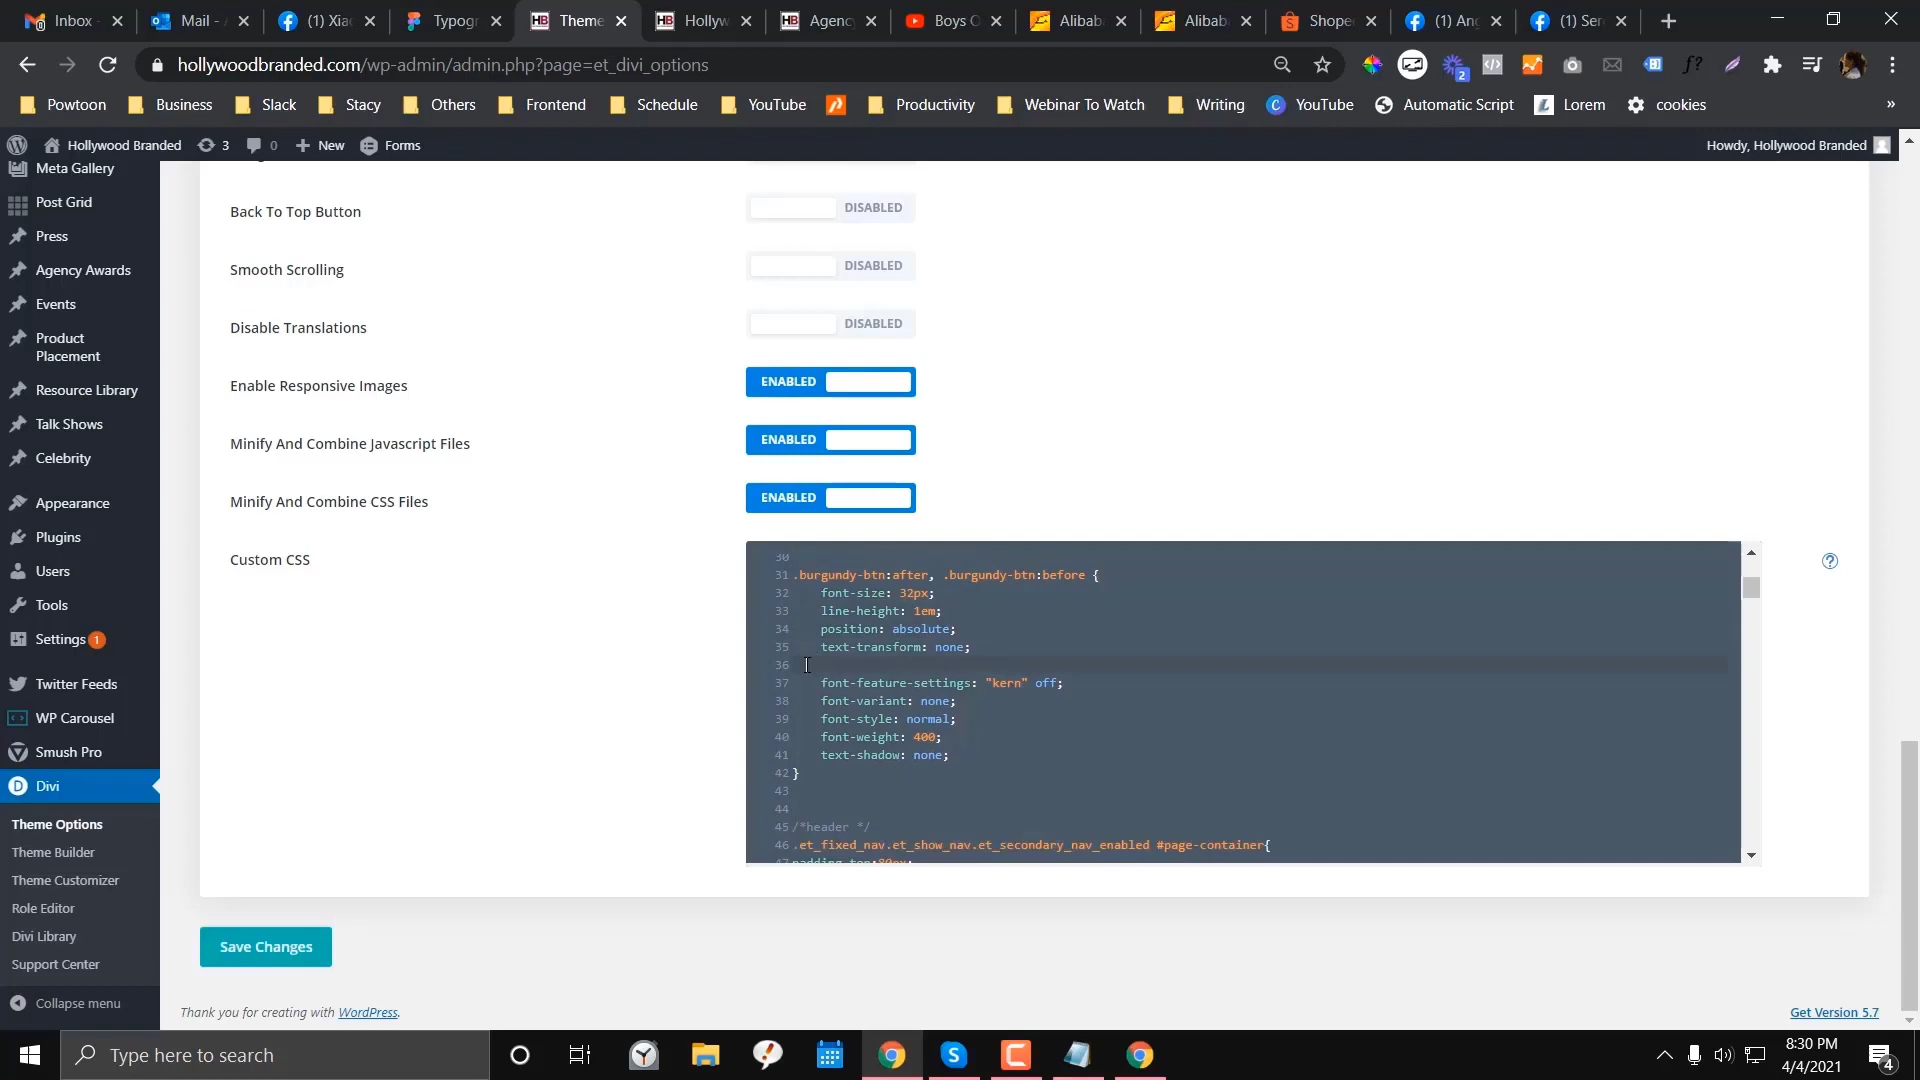 Inbox
Mail -
(1) Xia
Typogr
Theme
Hollyw
Agenc
Boys O
Alibab
Alibab
Shope
(1) An
(1) Ser
hollywoodbranded.com/wp-admin/admin.php?page=et_divi_options
Powtoon
Business
Slack
Stacy
Others
Frontend
Schedule
YouTube
Productivity
Webinar To Watch
Writing
YouTube
Automatic Script
Lorem
cookies
»
Hollywood Branded
3
0
New
Forms
Howdy, Hollywood Branded
Meta Gallery
Post Grid
Press
Agency Awards
Events
Product
Placement
Resource Library
Talk Shows
Celebrity
Appearance
Plugins
Users
Tools
Settings 1
Twitter Feeds
WP Carousel
Smush Pro
Divi
Theme Options
Theme Builder
Theme Customizer
Role Editor
Divi Library
Support Center
Collapse menu
Back To Top Button
DISABLED
Smooth Scrolling
DISABLED
Disable Translations
DISABLED
Enable Responsive Images
ENABLED
Minify And Combine Javascript Files
ENABLED
Minify And Combine CSS Files
ENABLED
Custom CSS
30
31 .burgundy-btn:after, .burgundy-btn:before {
32 font-size: 32px;
33 line-height: 1em;
34 position: absolute;
35 text-transform: none;
36
37 font-feature-settings: "kern" off;
38 font-variant: none;
39 font-style: normal;
40 font-weight: 400;
41 text-shadow: none;
42 }
43
44
45 /*header */
46 .et_fixed_nav.et_show_nav.et_secondary_nav_enabled #page-container{
47 padding-top:80px;
Save Changes
Thank you for creating with WordPress.
Get Version 5.7
Type here to search
8:30 PM
4/4/2021
4